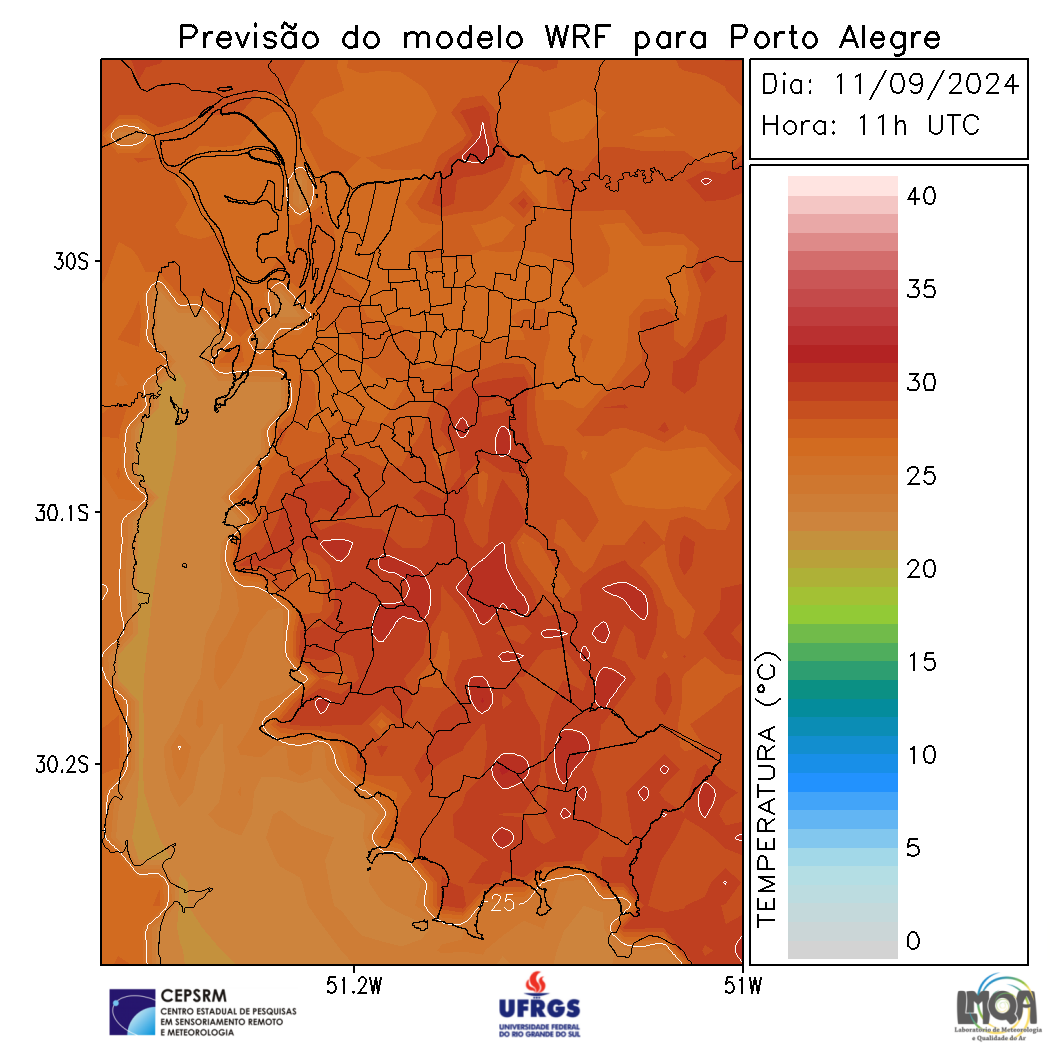 Previsão do modelo WRF para Porto Alegre
Dia: 11/09/2024
Hora: 11h UTC
40
35
30
25
20
15
10
5
0
TEMPERATURA (°C)
30S
30.1S
30.2S
25
51.2W
51W
CEPSRM
CENTRO ESTADUAL DE PESQUISAS
EM SENSORIAMENTO REMOTO
E METEOROLOGIA
UFRGS
UNIVERSIDADE FEDERAL
DO RIO GRANDE DO SUL
LMQA
Laboratório de Meteorologia
e Qualidade do Ar